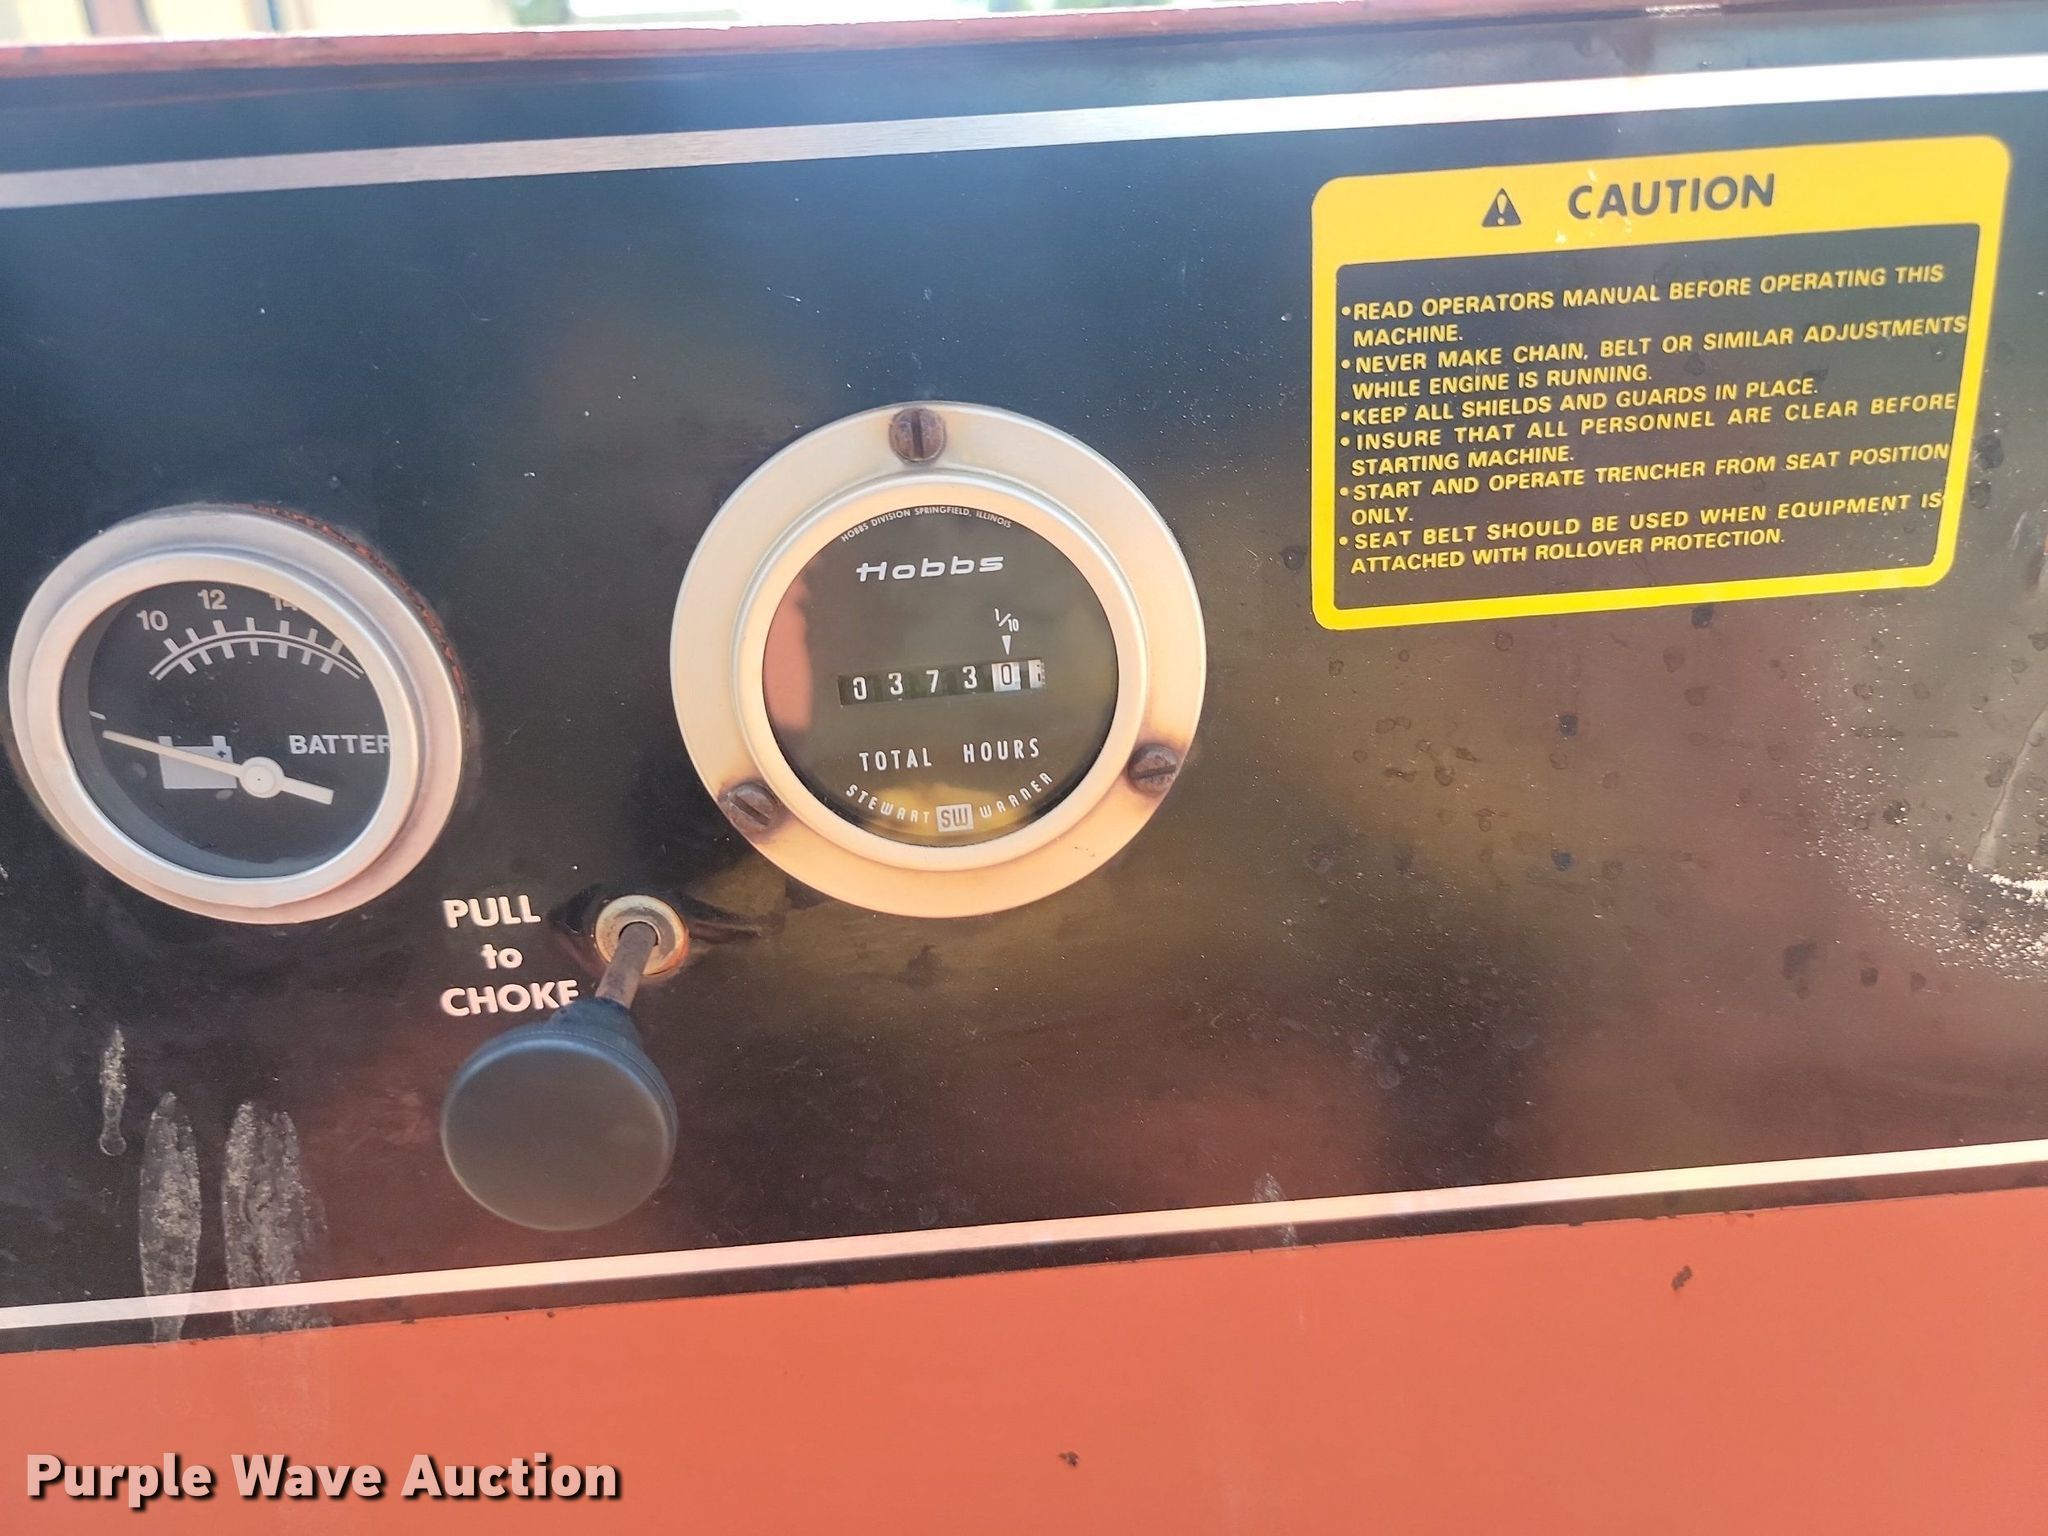 ⚠ CAUTION
•READ OPERATORS MANUAL BEFORE OPERATING THIS
MACHINE.
•NEVER MAKE CHAIN, BELT OR SIMILAR ADJUSTMENTS
WHILE ENGINE IS RUNNING.
•KEEP ALL SHIELDS AND GUARDS IN PLACE.
•INSURE THAT ALL PERSONNEL ARE CLEAR BEFORE
STARTING MACHINE.
•START AND OPERATE TRENCHER FROM SEAT POSITION
ONLY.
•SEAT BELT SHOULD BE USED WHEN EQUIPMENT IS
ATTACHED WITH ROLLOVER PROTECTION.
HOBBS DIVISION SPRINGFIELD, ILLINOIS
Hobbs
1/10
03730
TOTAL HOURS
STEWART SW WARNER
10 12 14
BATTER
PULL
to
CHOKE
Purple Wave Auction